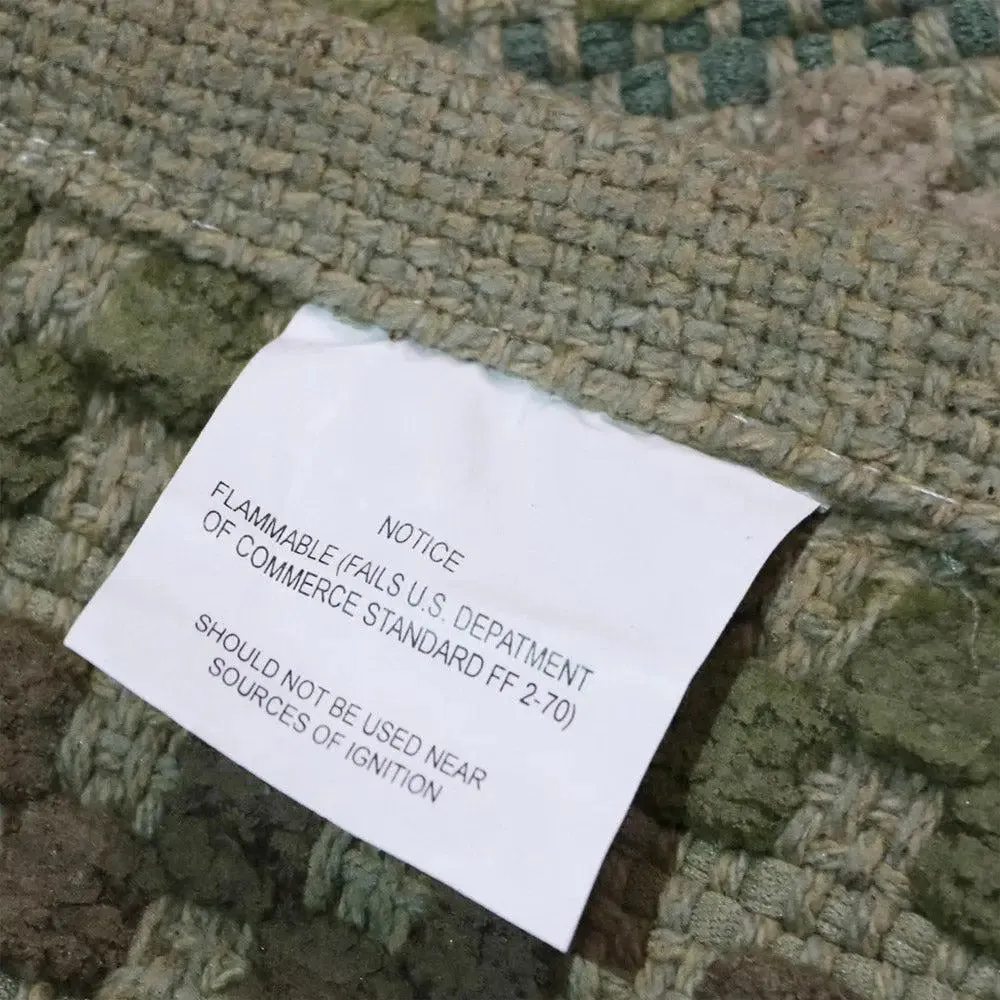 NOTICE
FLAMMABLE (FAILS U.S. DEPATMENT
OF COMMERCE STANDARD FF 2-70)
SHOULD NOT BE USED NEAR
SOURCES OF IGNITION